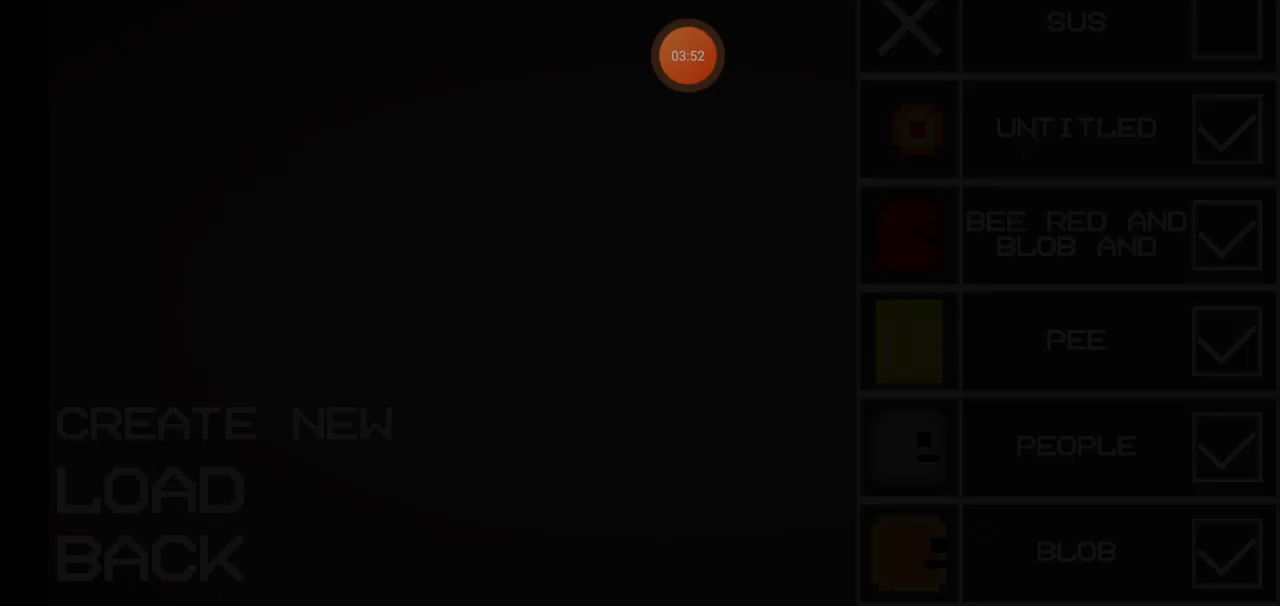 03:52
SUS
UNTITLED
BEE RED AND
BLOB AND
PEE
PEOPLE
BLOB
CREATE NEW
LOAD
BACK